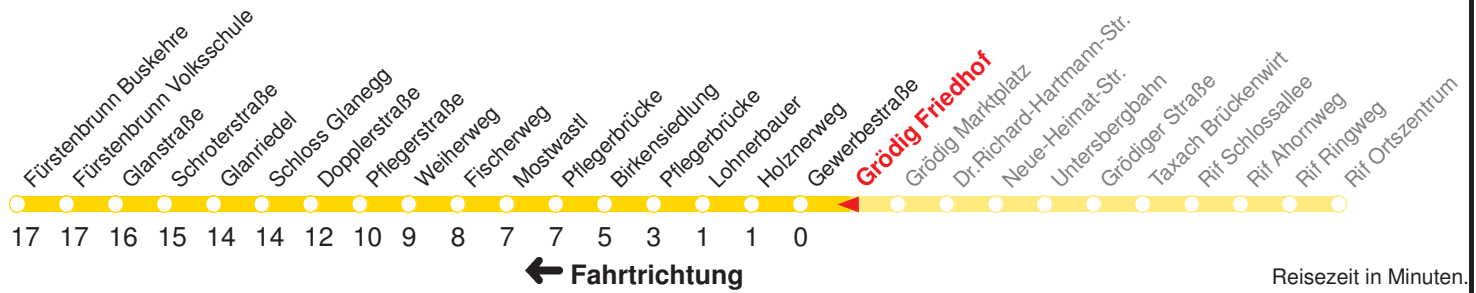 Fürstenbrunn Buskehre
Fürstenbrunn Volksschule
Glanstraße
Schroterstraße
Glanriedel
Schloss Glanegg
Dopplerstraße
Pflegerstraße
Weiherweg
Fischerweg
Mostwastl
Pflegerbrücke
Birkensiedlung
Pflegerbrücke
Lohnerbauer
Holznerweg
Gewerbestraße
Grödig Friedhof
Grödig Marktplatz
Dr.Richard-Hartmann-Str.
Neue-Heimat-Str.
Untersbergbahn
Grödiger Straße
Taxach Brückenwirt
Rif Schlossallee
Rif Ahornweg
Rif Ringweg
Rif Ortszentrum
17 17 16 15 14 14 12 10 9 8 7 7 5 3 1 1 0
Fahrtrichtung
Reisezeit in Minuten.